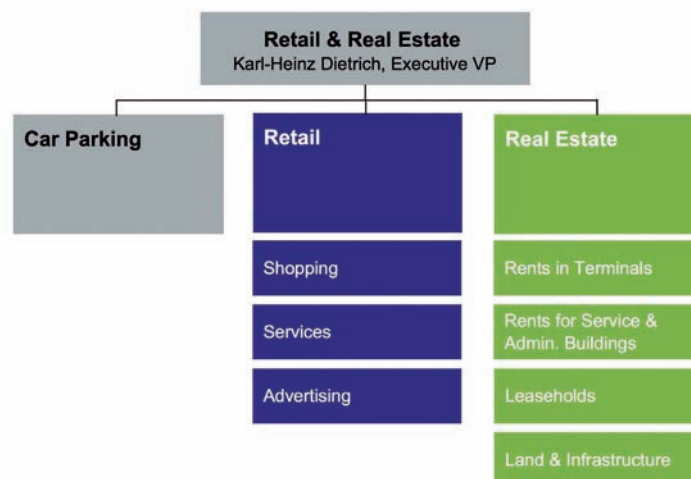 Retail & Real Estate
Karl-Heinz Dietrich, Executive VP
Car Parking
Retail
Real Estate
Shopping
Rents in Terminals
Services
Rents for Service &
Admin. Buildings
Advertising
Leaseholds
Land & Infrastructure